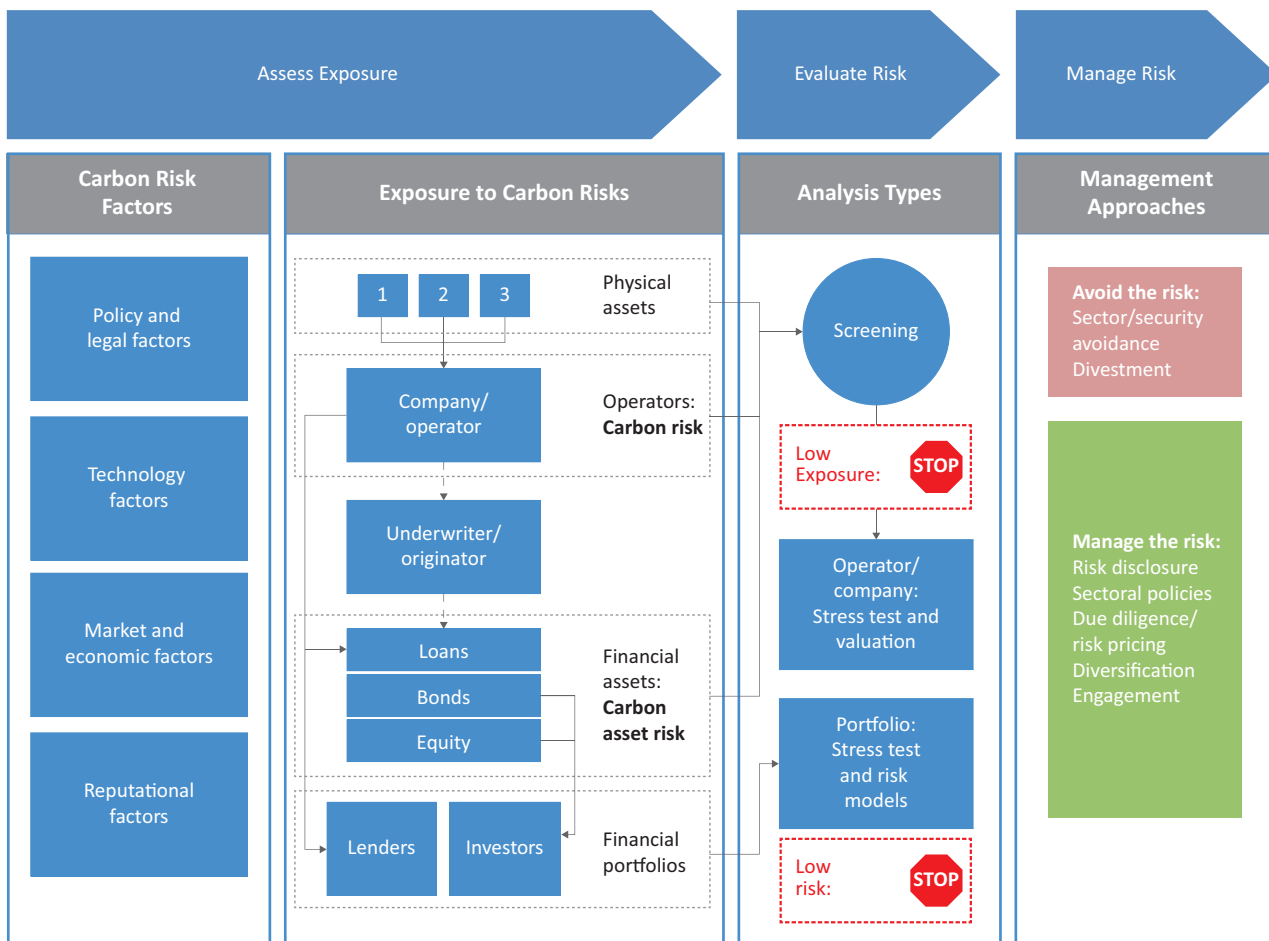 Assess Exposure
Evaluate Risk
Manage Risk
Carbon Risk
Factors
Exposure to Carbon Risks
Analysis Types
Management
Approaches
Policy and
legal factors
Technology
factors
Market and
economic factors
Reputational
factors
1
2
3
Physical
assets
Company/
operator
Operators:
Carbon risk
Underwriter/
originator
Loans
Bonds
Equity
Financial
assets:
Carbon
asset risk
Lenders
Investors
Financial
portfolios
Screening
Low
Exposure:
STOP
Operator/
company:
Stress test and
valuation
Portfolio:
Stress test
and risk
models
Low
risk:
STOP
Avoid the risk:
Sector/security
avoidance
Divestment
Manage the risk:
Risk disclosure
Sectoral policies
Due diligence/
risk pricing
Diversification
Engagement